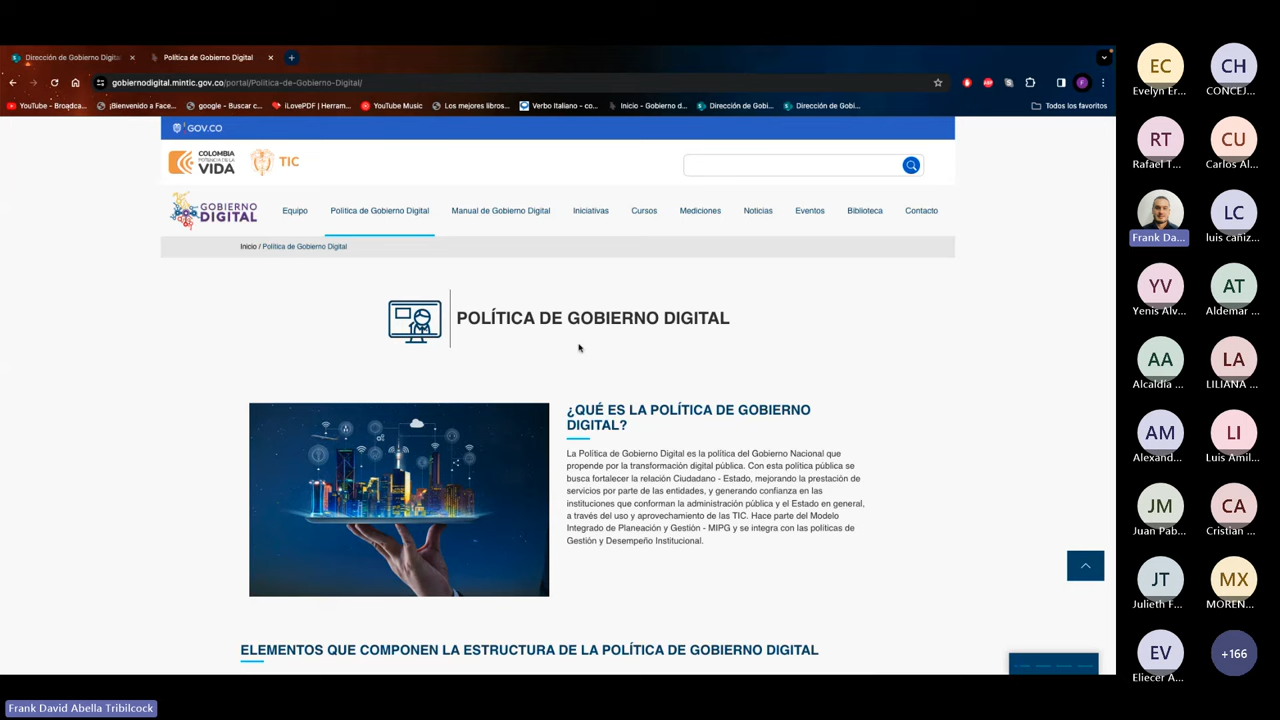 Dirección de Gobierno Digital
Política de Gobierno Digital
gobiernodigital.mintic.gov.co/portal/Politica-de-Gobierno-Digital/
YouTube - Broadca...
¡Bienvenido a Face...
google - Buscar c...
iLovePDF | Herram...
YouTube Music
Los mejores libros...
Verbo Italiano - co...
Inicio - Gobierno d...
Dirección de Gobi...
Dirección de Gobi...
Todos los favoritos
GOV.CO
COLOMBIA
POTENCIA DE LA
VIDA
TIC
GOBIERNO
DIGITAL
Equipo
Política de Gobierno Digital
Manual de Gobierno Digital
Iniciativas
Cursos
Mediciones
Noticias
Eventos
Biblioteca
Contacto
Inicio / Política de Gobierno Digital
POLÍTICA DE GOBIERNO DIGITAL
¿QUÉ ES LA POLÍTICA DE GOBIERNO
DIGITAL?
La Política de Gobierno Digital es la política del Gobierno Nacional que
propende por la transformación digital pública. Con esta política pública se
busca fortalecer la relación Ciudadano - Estado, mejorando la prestación de
servicios por parte de las entidades, y generando confianza en las
instituciones que conforman la administración pública y el Estado en general,
a través del uso y aprovechamiento de las TIC. Hace parte del Modelo
Integrado de Planeación y Gestión - MIPG y se integra con las políticas de
Gestión y Desempeño Institucional.
ELEMENTOS QUE COMPONEN LA ESTRUCTURA DE LA POLÍTICA DE GOBIERNO DIGITAL
EC
Evelyn Er...
CH
CONCEJ...
RT
Rafael T...
CU
Carlos Al...
Frank Da...
LC
luis cañiz...
YV
Yenis Alv...
AT
Aldemar ...
AA
Alcaldía ...
LA
LILIANA ...
AM
Alexand...
LI
Luis Amil...
JM
Juan Pab...
CA
Cristian ...
JT
Julieth F...
MX
MOREN...
EV
Eliecer A...
+166
Frank David Abella Tribilcock